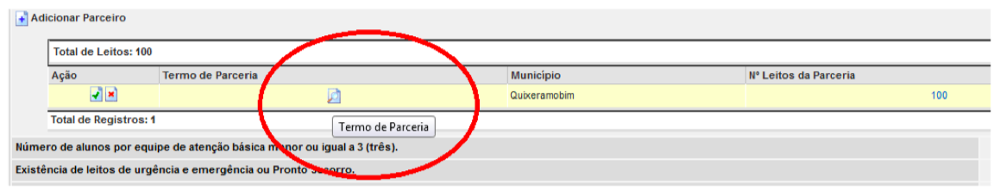 Adicionar Parceiro
Total de Leitos: 100
Ação Termo de Parceria Município Nº Leitos da Parceria
Quixeramobim 100
Total de Registros: 1
Termo de Parceria
Número de alunos por equipe de atenção básica menor ou igual a 3 (três).
Existência de leitos de urgência e emergência ou Pronto Socorro.